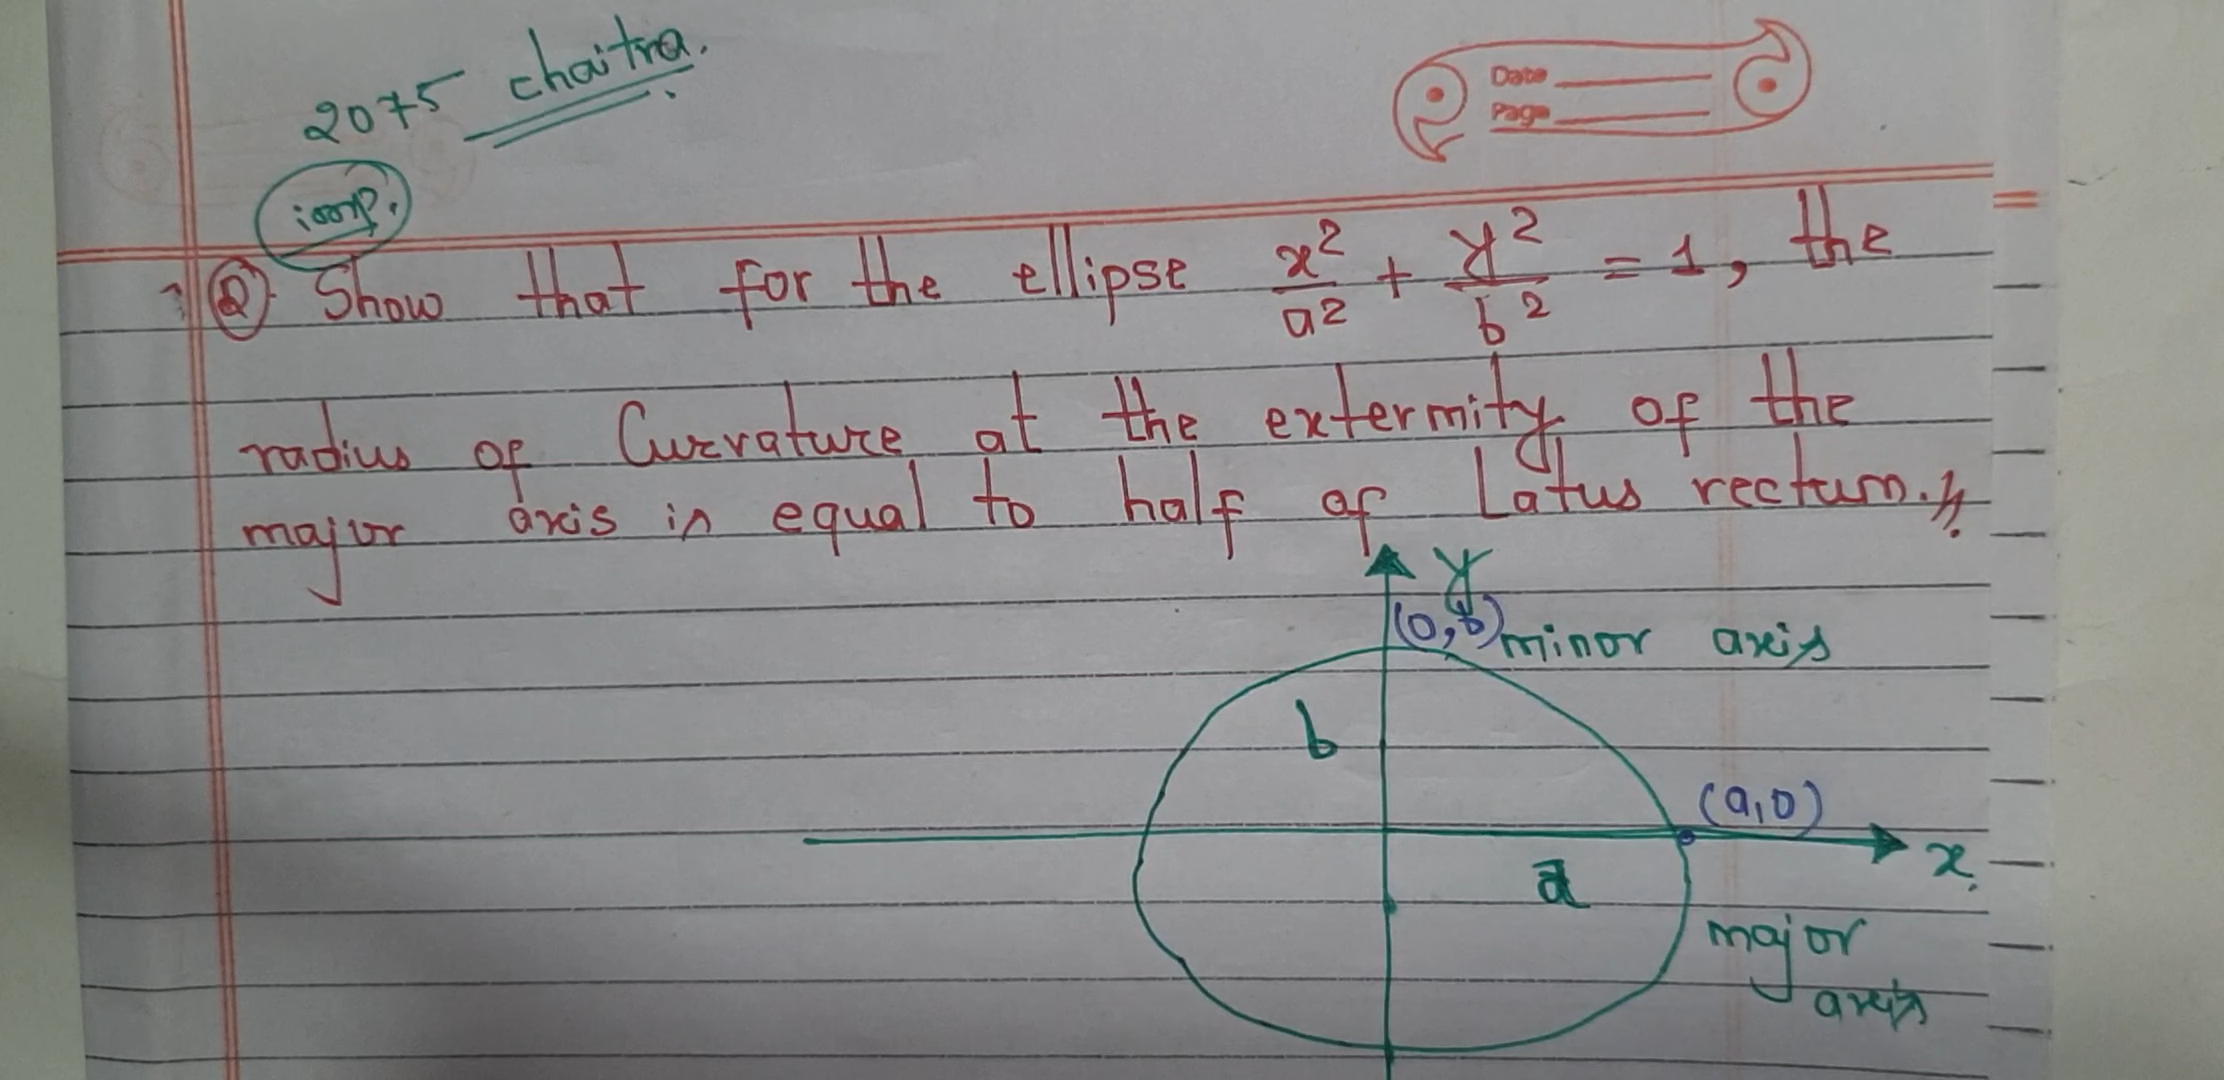 2075 chaitra.
Date
Page
imp.
Q. Show that for the ellipse x²/a² + y²/b² = 1, the
radius of Curvature at the extermity of the
major axis is equal to half of Latus rectum.
y
(0,b) minor axis
b
(a,0)
x.
a
major
axis